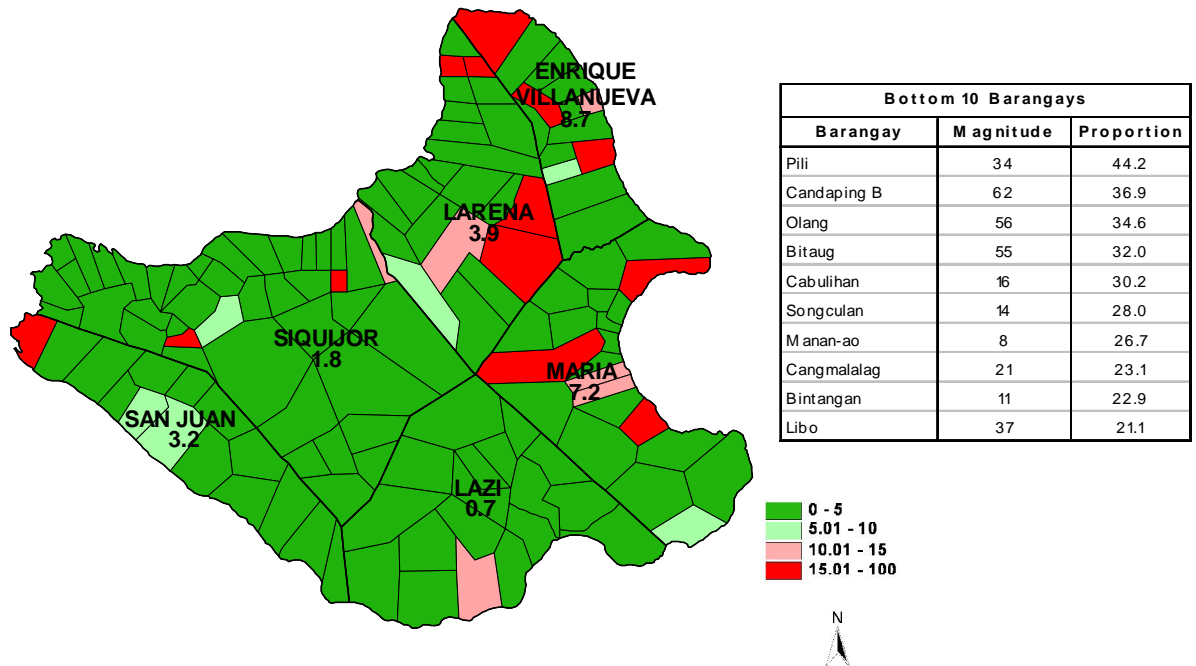 ENRIQUE
VILLANUEVA
8.7
LARENA
3.9
SIQUIJOR
1.8
MARIA
7.2
SAN JUAN
3.2
LAZI
0.7
Bottom 10 Barangays
Barangay Magnitude Proportion
Pili 34 44.2
Candaping B 62 36.9
Olang 56 34.6
Bitaug 55 32.0
Cabulihan 16 30.2
Songculan 14 28.0
Manan-ao 8 26.7
Cangmalalag 21 23.1
Bintangan 11 22.9
Libo 37 21.1
0 - 5
5.01 - 10
10.01 - 15
15.01 - 100
N